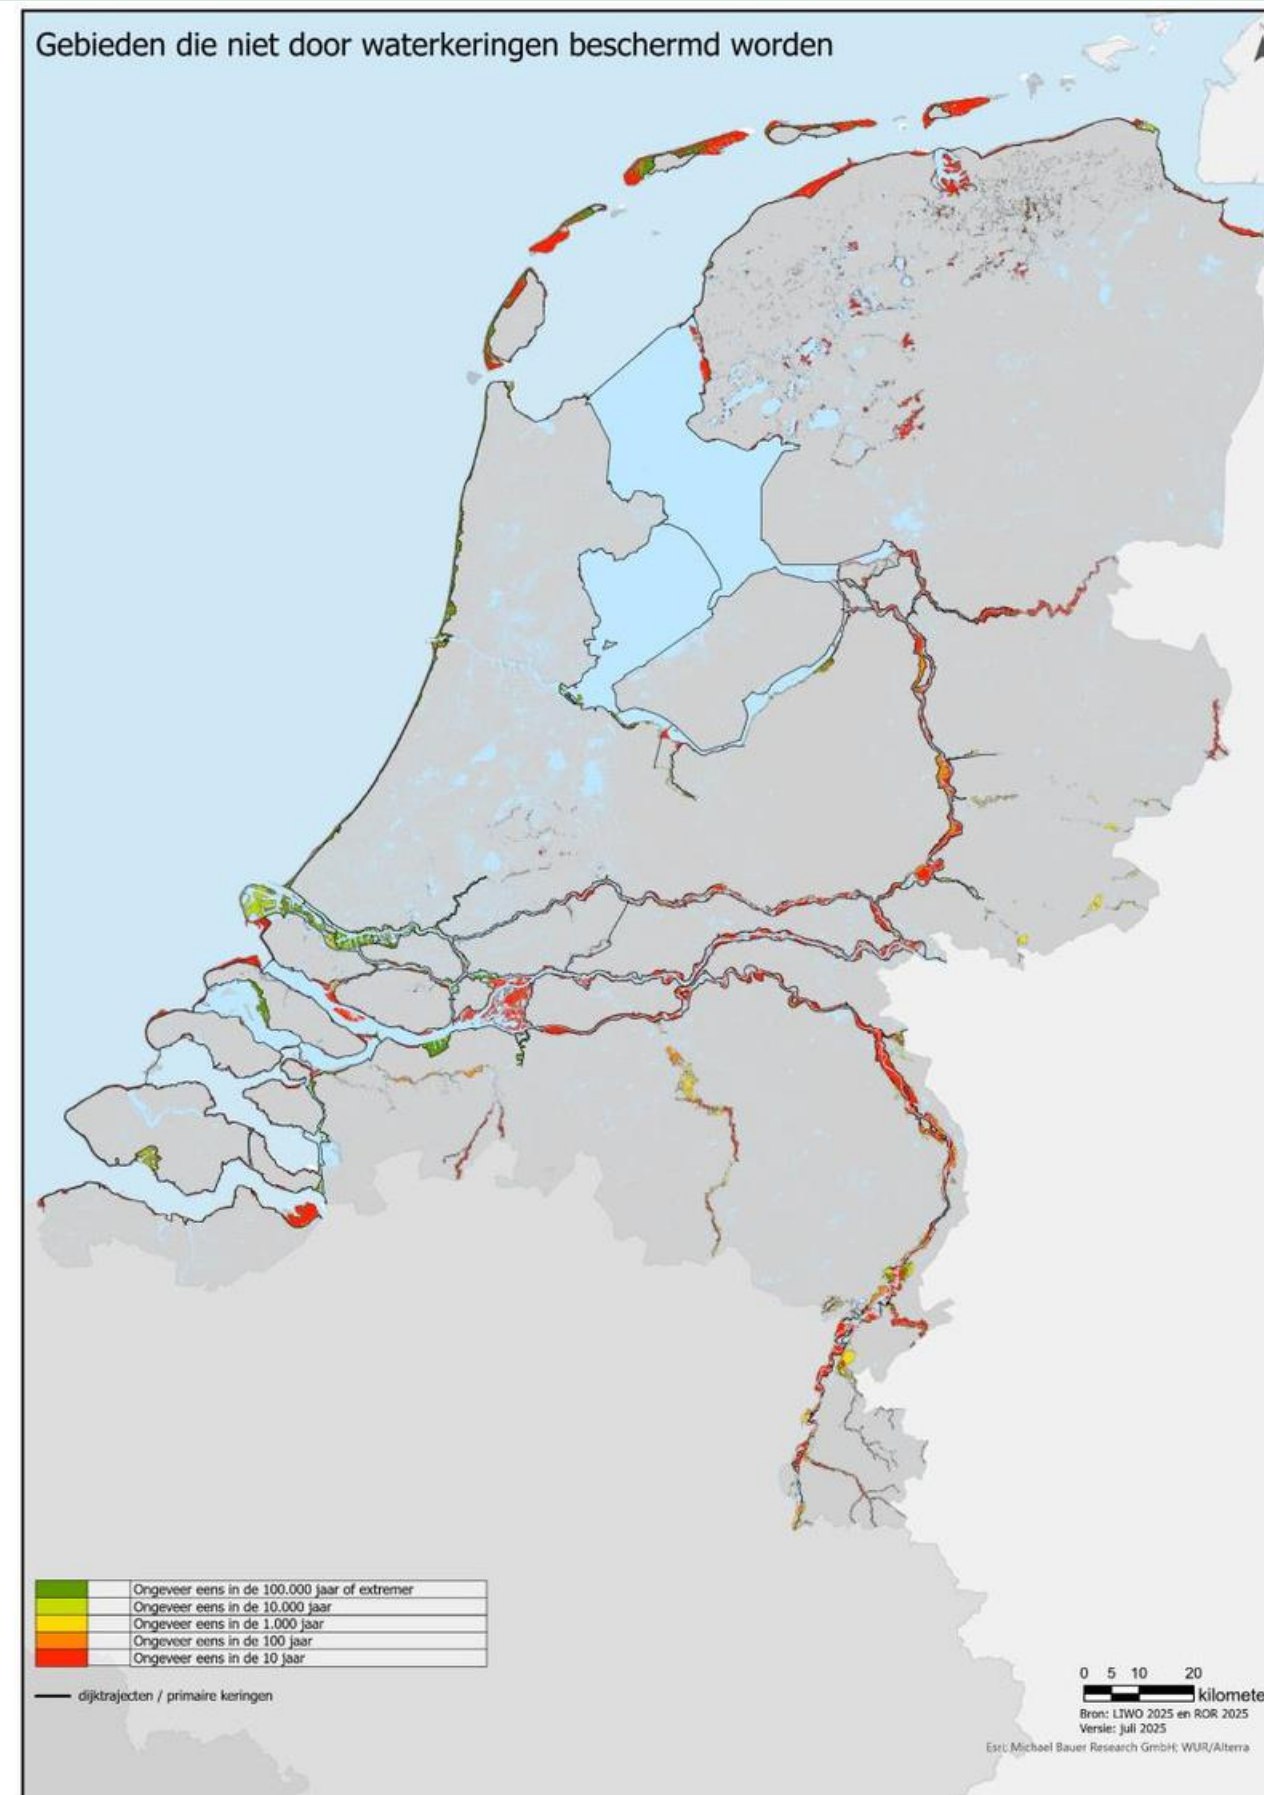 Gebieden die niet door waterkeringen beschermd worden
Ongeveer eens in de 100.000 jaar of extremer
Ongeveer eens in de 10.000 jaar
Ongeveer eens in de 1.000 jaar
Ongeveer eens in de 100 jaar
Ongeveer eens in de 10 jaar
dijktrajecten / primaire keringen
0 5 10 20
kilomete
Bron: LIWO 2025 en ROR 2025
Versie: juli 2025
Esri; Michael Bauer Research GmbH; WUR/Alterra